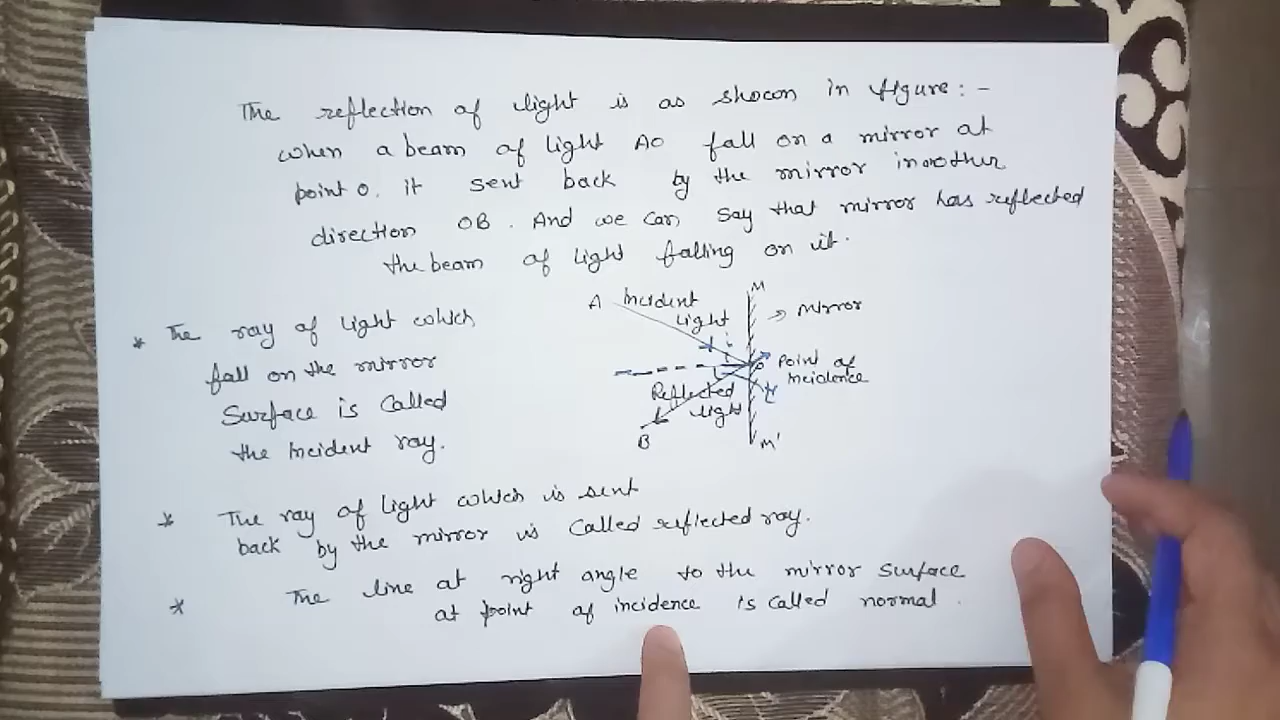 The reflection of light is as shown in figure:-
when a beam of light AO fall on a mirror at
point O. it sent back by the mirror in another
direction OB. And we can say that mirror has reflected
the beam of light falling on it.
* The ray of light which
fall on the mirror
Surface is called
the incident ray.
A Incident
light
M
→ mirror
O
Point of
incidence
Reflected
light
B
M'
* The ray of light which is sent
back by the mirror is called reflected ray.
* The line at right angle to the mirror surface
at point of incidence is called normal.